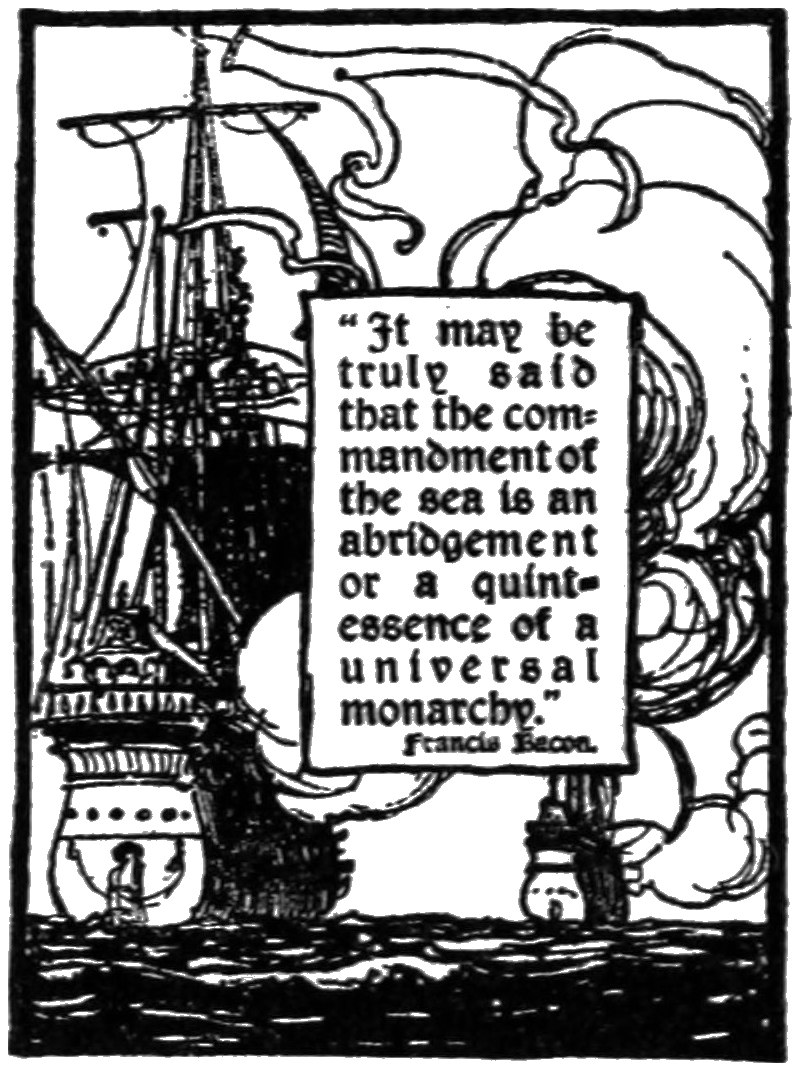 “It may be
truly said
that the com=
mandment of
the sea is an
abridgement
or a quint=
essence of a
universal
monarchy.”
Francis Bacon.